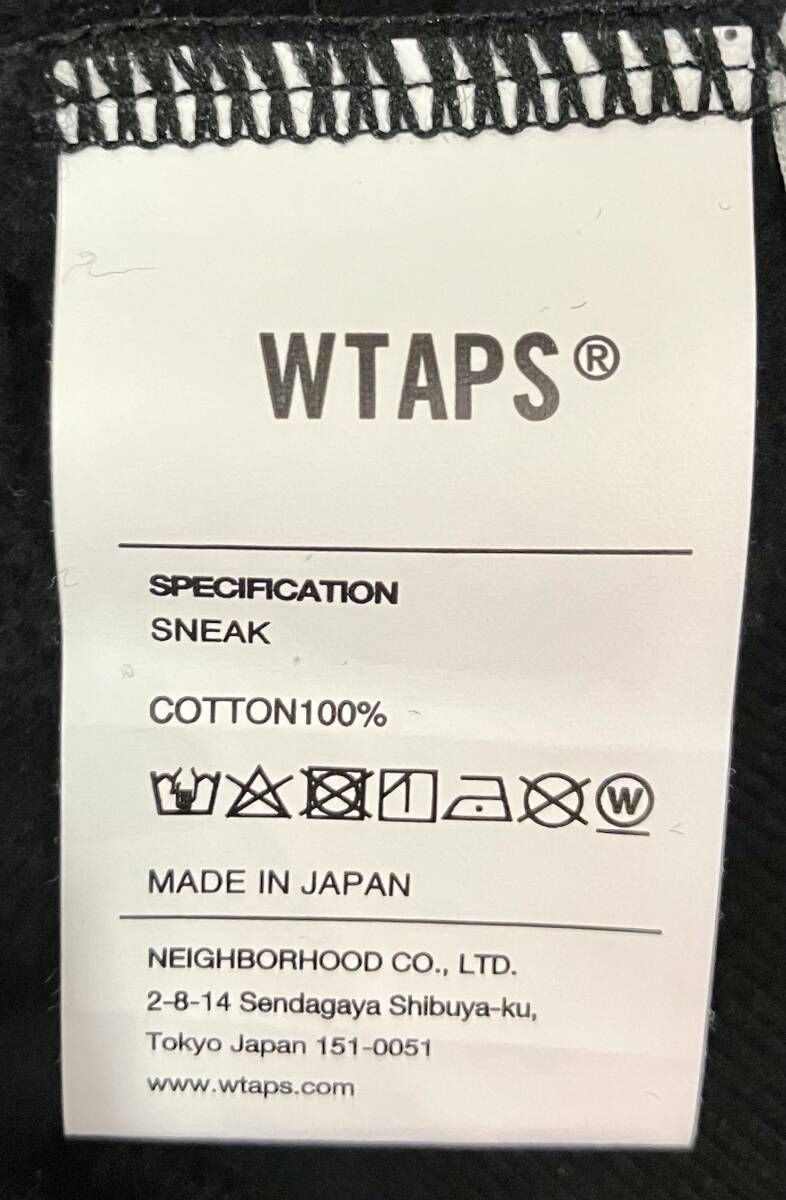 WTAPS®
SPECIFICATION
SNEAK
COTTON100%
W
MADE IN JAPAN
NEIGHBORHOOD CO., LTD.
2-8-14 Sendagaya Shibuya-ku,
Tokyo Japan 151-0051
www.wtaps.com